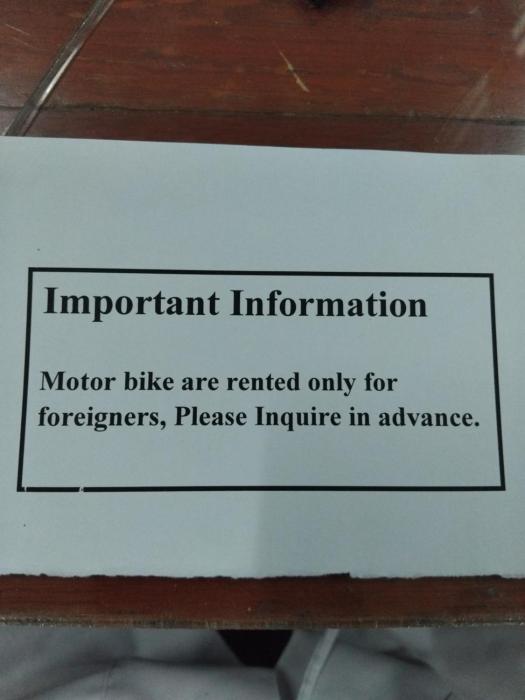 Important Information
Motor bike are rented only for
foreigners, Please Inquire in advance.